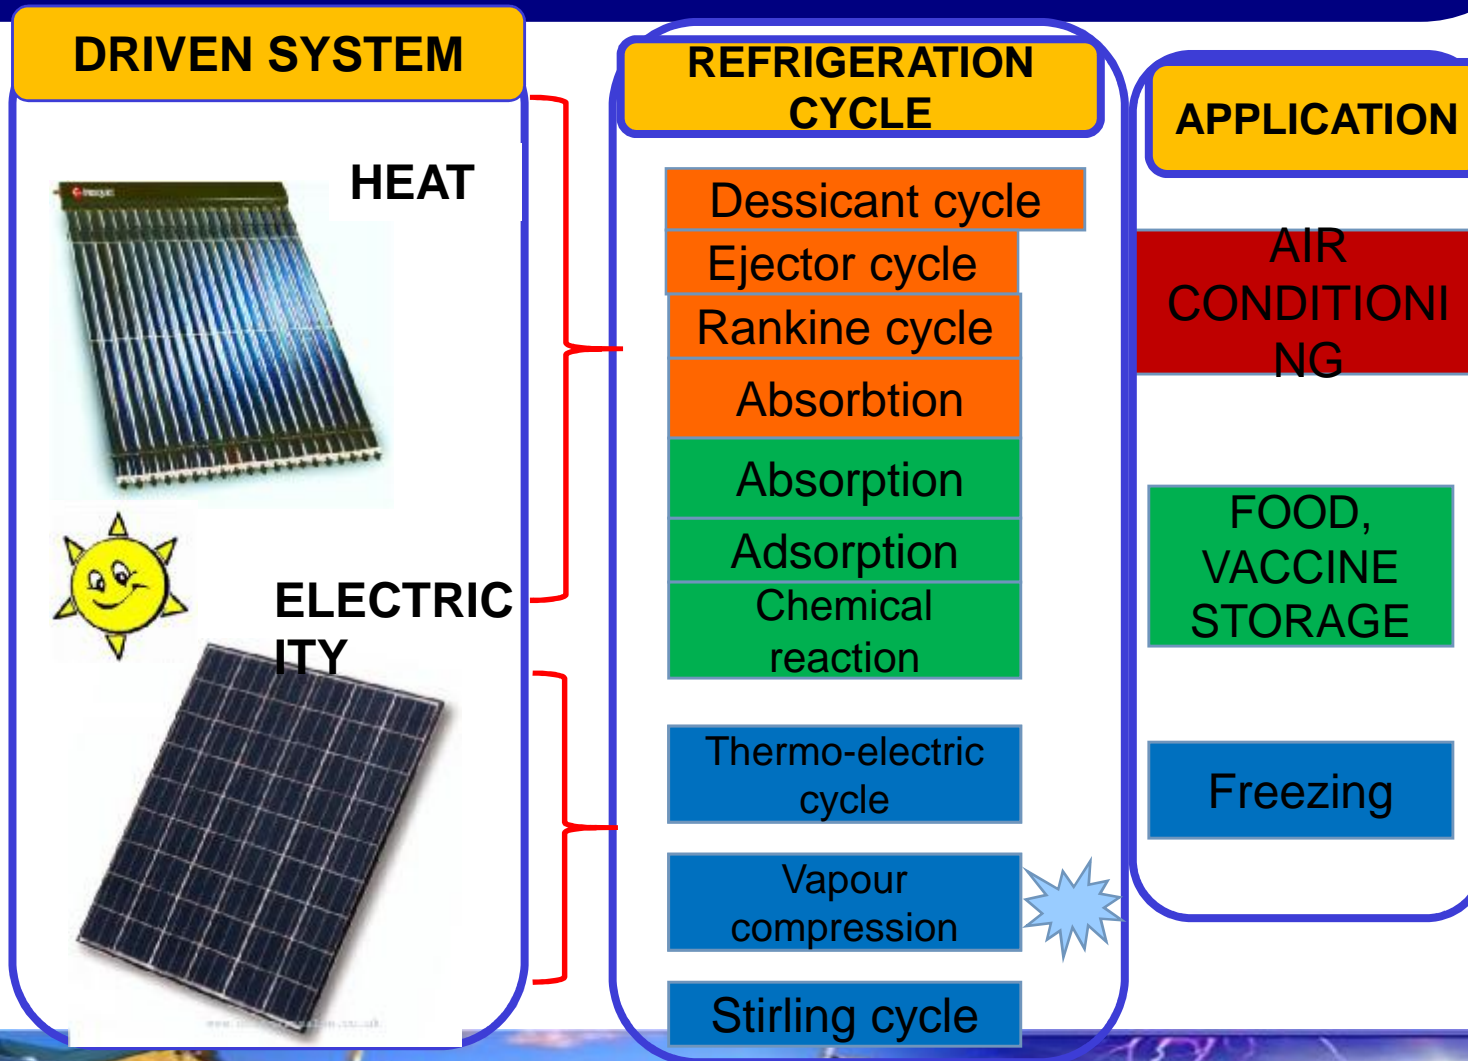 DRIVEN SYSTEM
HEAT
ELECTRIC
ITY
REFRIGERATION
CYCLE
Dessicant cycle
Ejector cycle
Rankine cycle
Absorbtion
Absorption
Adsorption
Chemical
reaction
Thermo-electric
cycle
Vapour
compression
Stirling cycle
APPLICATION
AIR
CONDITIONI
NG
FOOD,
VACCINE
STORAGE
Freezing